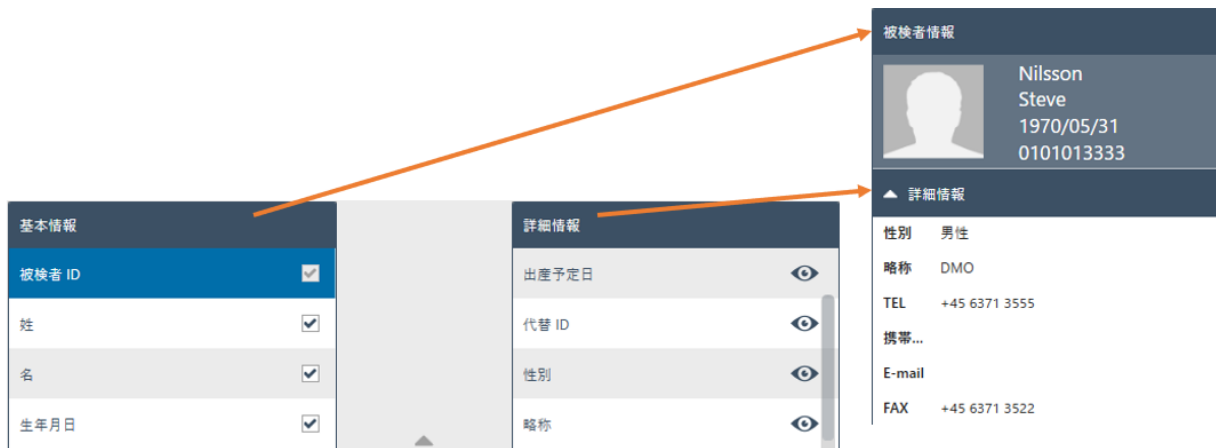 基本情報
被検者 ID
姓
名
生年月日
詳細情報
出産予定日
代替 ID
性別
略称
被検者情報
Nilsson
Steve
1970/05/31
0101013333
詳細情報
性別 男性
略称 DMO
TEL +45 6371 3555
携帯...
E-mail
FAX +45 6371 3522